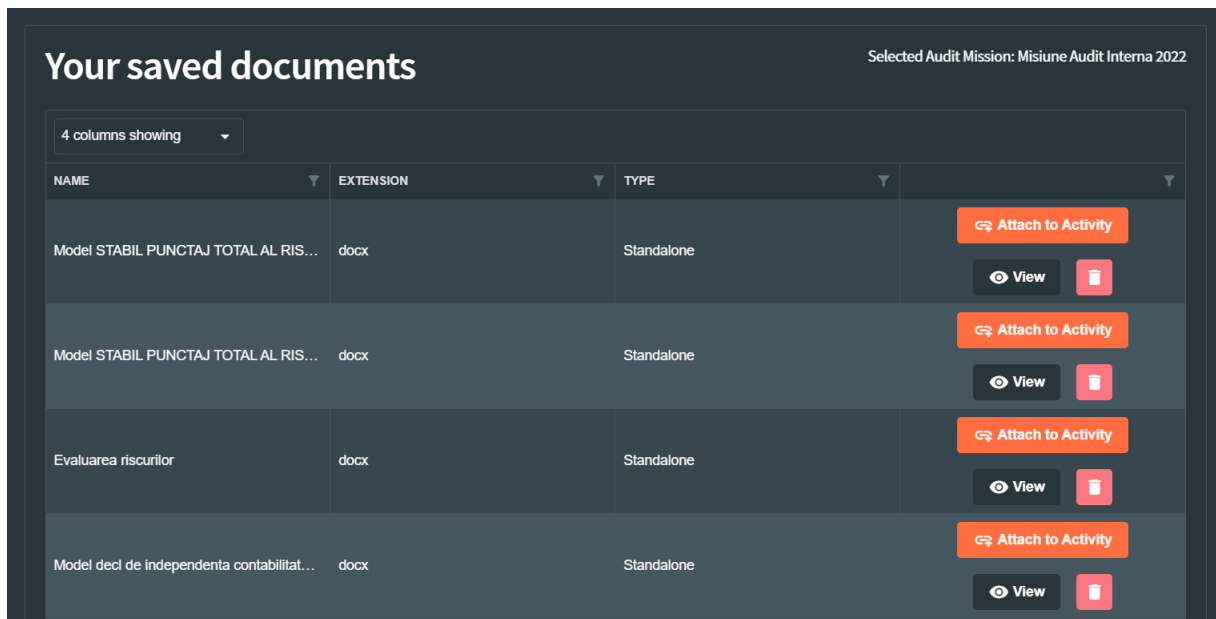 Your saved documents
Selected Audit Mission: Misiune Audit Interna 2022
4 columns showing
NAME EXTENSION TYPE
Attach to Activity
Model STABIL PUNCTAJ TOTAL AL RIS... docx Standalone
View
Attach to Activity
Model STABIL PUNCTAJ TOTAL AL RIS... docx Standalone
View
Attach to Activity
Evaluarea riscurilor docx Standalone
View
Attach to Activity
Model decl de independenta contabilitat... docx Standalone
View